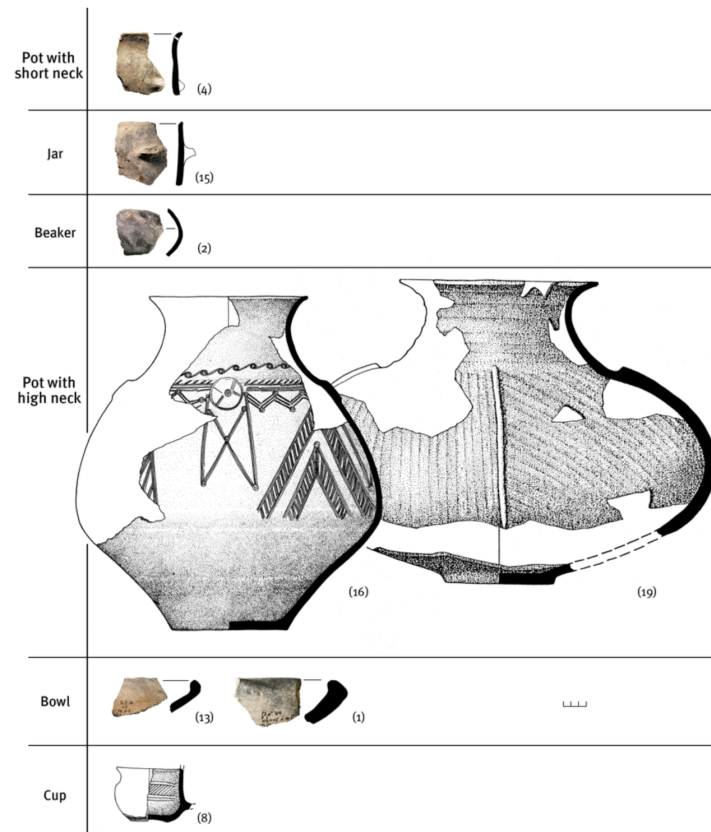 Pot with
short neck
(4)
Jar
(15)
Beaker
(2)
Pot with
high neck
(16)
(19)
Bowl
(13)
(1)
Cup
(8)